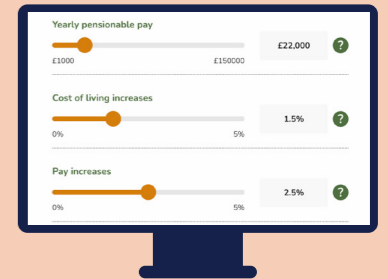 Yearly pensionable pay
£22,000 ?
£1000 £150000
Cost of living increases
1.5% ?
0% 5%
Pay increases
2.5% ?
0% 5%